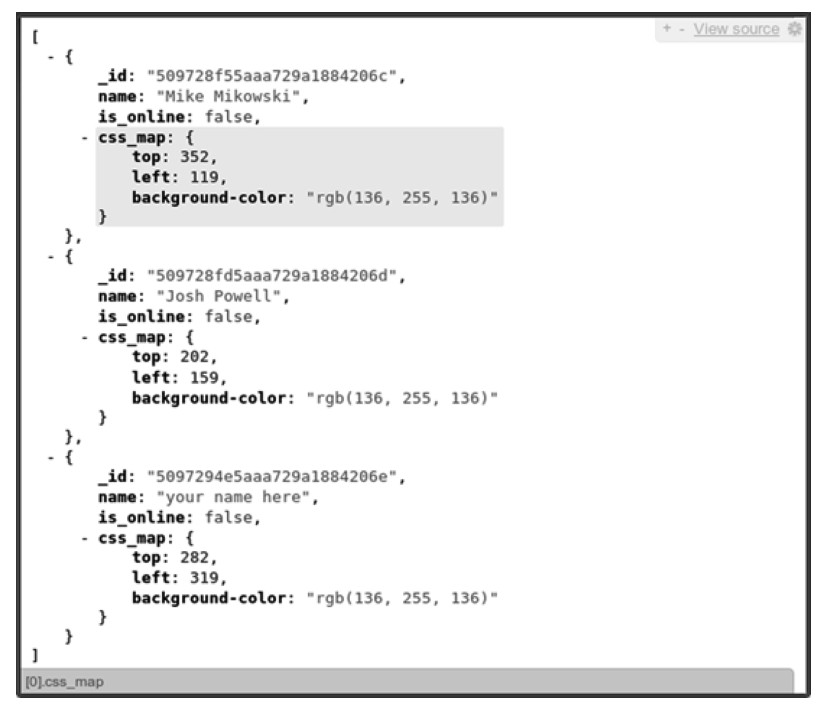 + - View source
[
- {
_id: "509728f55aaa729a1884206c",
name: "Mike Mikowski",
is_online: false,
- css_map: {
top: 352,
left: 119,
background-color: "rgb(136, 255, 136)"
}
},
- {
_id: "509728fd5aaa729a1884206d",
name: "Josh Powell",
is_online: false,
- css_map: {
top: 202,
left: 159,
background-color: "rgb(136, 255, 136)"
}
},
- {
_id: "5097294e5aaa729a1884206e",
name: "your name here",
is_online: false,
- css_map: {
top: 282,
left: 319,
background-color: "rgb(136, 255, 136)"
}
}
]
[0].css_map